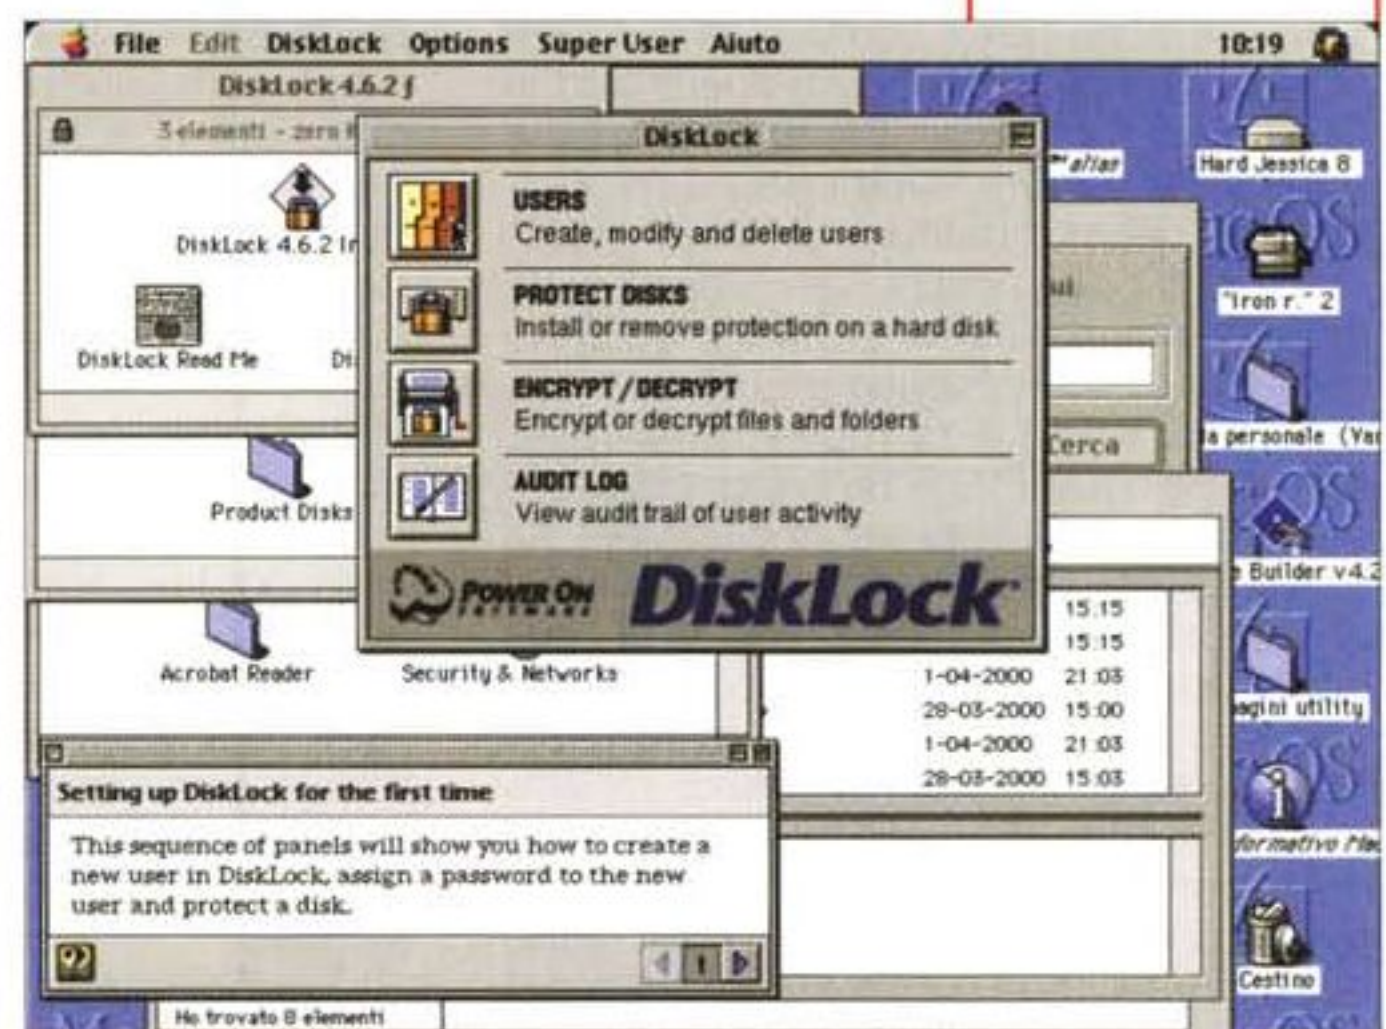 File Edit DiskLock Options Super User Aiuto 10:19
DiskLock 4.6.2 ƒ
3 elementi - zero
DiskLock 4.6.2
DiskLock Read Me
Product Disks
Acrobat Reader
Security & Networks
DiskLock
USERS
Create, modify and delete users
PROTECT DISKS
Install or remove protection on a hard disk
ENCRYPT / DECRYPT
Encrypt or decrypt files and folders
AUDIT LOG
View audit trail of user activity
POWER ON
SOFTWARE
DiskLock
Cerca
15:15
15:15
1-04-2000 21:03
28-03-2000 15:00
1-04-2000 21:03
28-03-2000 15:03
Setting up DiskLock for the first time
This sequence of panels will show you how to create a
new user in DiskLock, assign a password to the new
user and protect a disk.
1
Ho trovato 8 elementi
alias
Hard Jessica 8
"Iron r." 2
personale
Builder v4.2
utility
Cestino